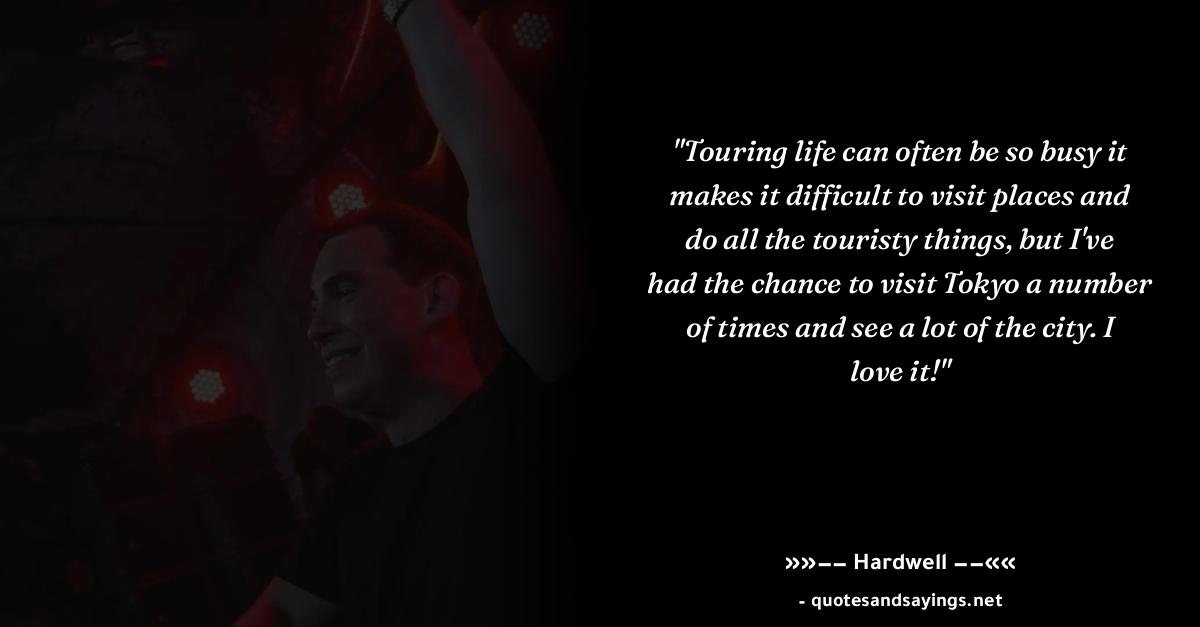 "Touring life can often be so busy it
makes it difficult to visit places and
do all the touristy things, but I've
had the chance to visit Tokyo a number
of times and see a lot of the city. I
love it!"
»»–– Hardwell ––««
- quotesandsayings.net